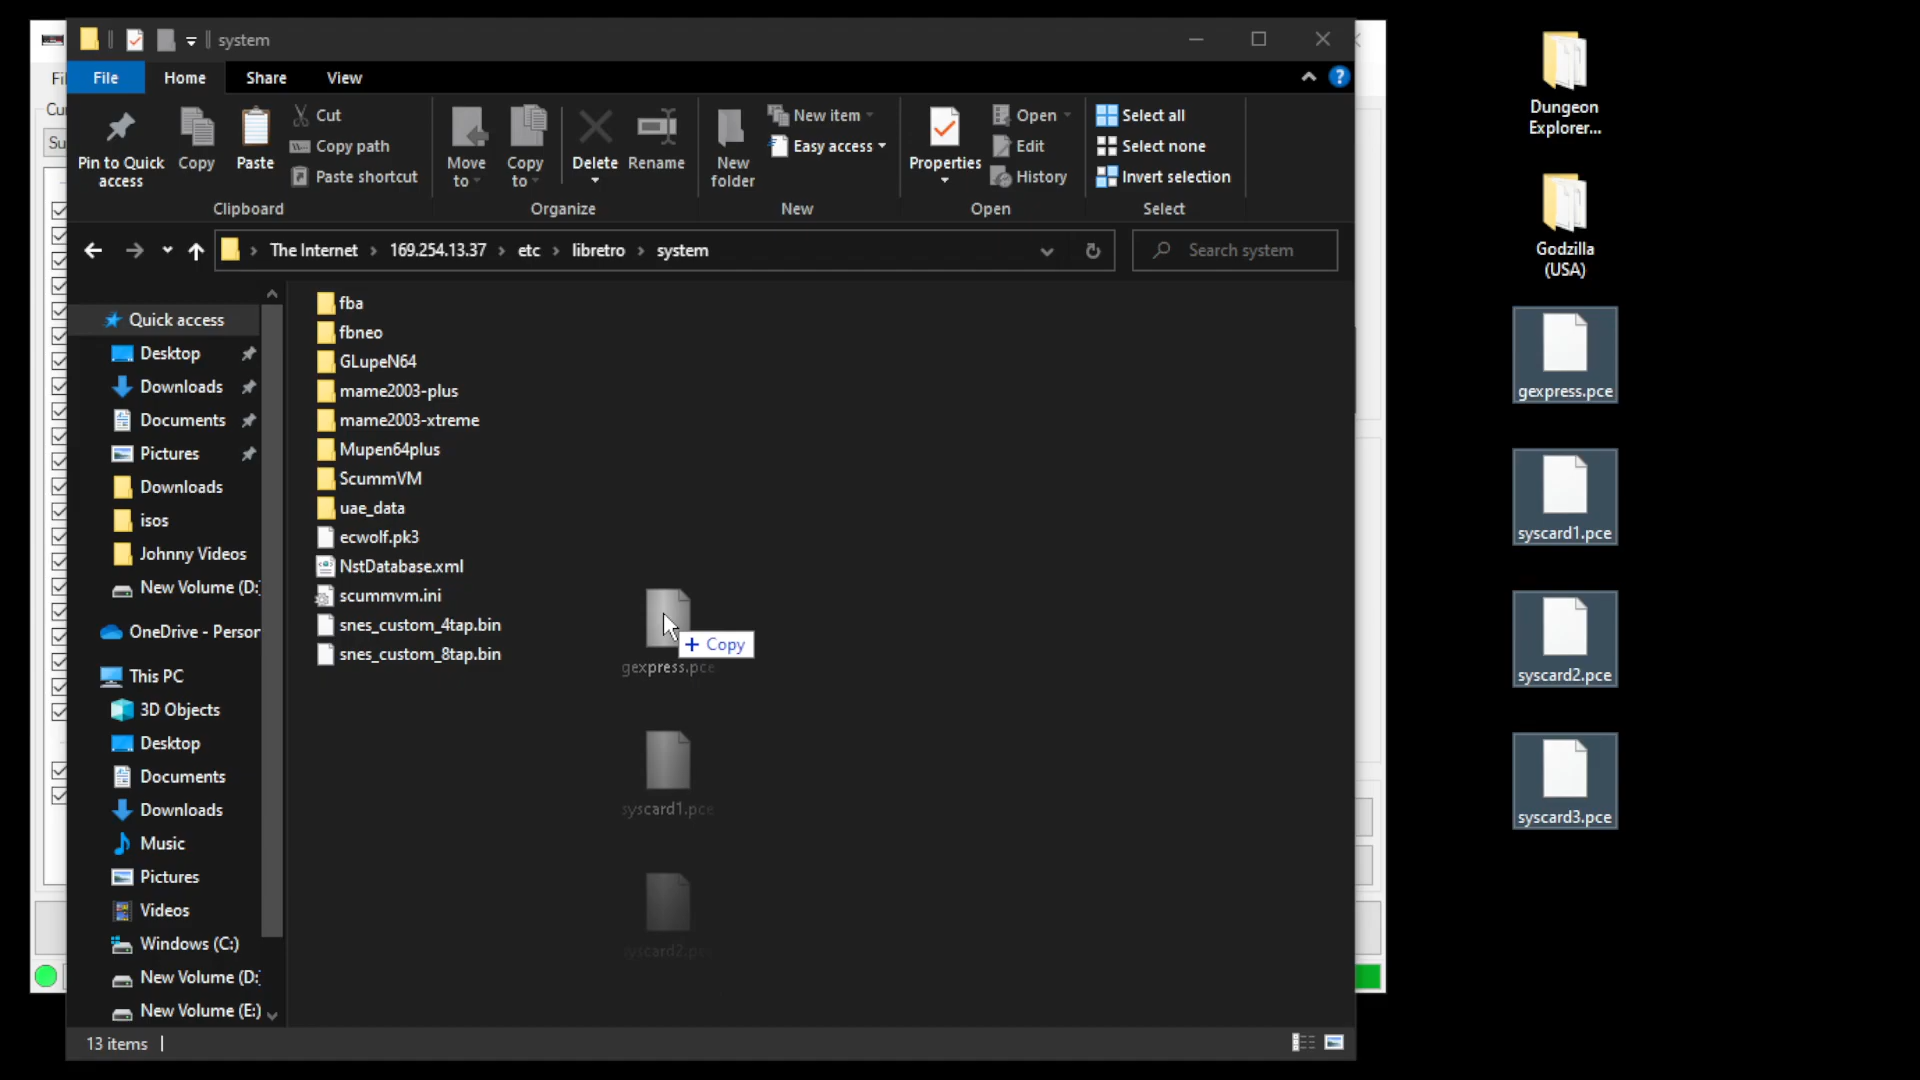 system
File
Home
Share
View
Fi
Cur
Su
Pin to Quick
access
Copy
Paste
Cut
Copy path
Paste shortcut
Clipboard
Move
to
Copy
to
Delete
Rename
Organize
New
folder
New item
Easy access
New
Properties
Open
Edit
History
Open
Select all
Select none
Invert selection
Select
The Internet
169.254.13.37
etc
libretro
system
Search system
Quick access
Desktop
Downloads
Documents
Pictures
Downloads
isos
Johnny Videos
New Volume (D:)
OneDrive - Person
This PC
3D Objects
Desktop
Documents
Downloads
Music
Pictures
Videos
Windows (C:)
New Volume (D:)
New Volume (E:)
fba
fbneo
GLupeN64
mame2003-plus
mame2003-xtreme
Mupen64plus
ScummVM
uae_data
ecwolf.pk3
NstDatabase.xml
scummvm.ini
snes_custom_4tap.bin
snes_custom_8tap.bin
+ Copy
gexpress.pce
syscard1.pce
syscard2.pce
13 items
Dungeon
Explorer...
Godzilla
(USA)
gexpress.pce
syscard1.pce
syscard2.pce
syscard3.pce